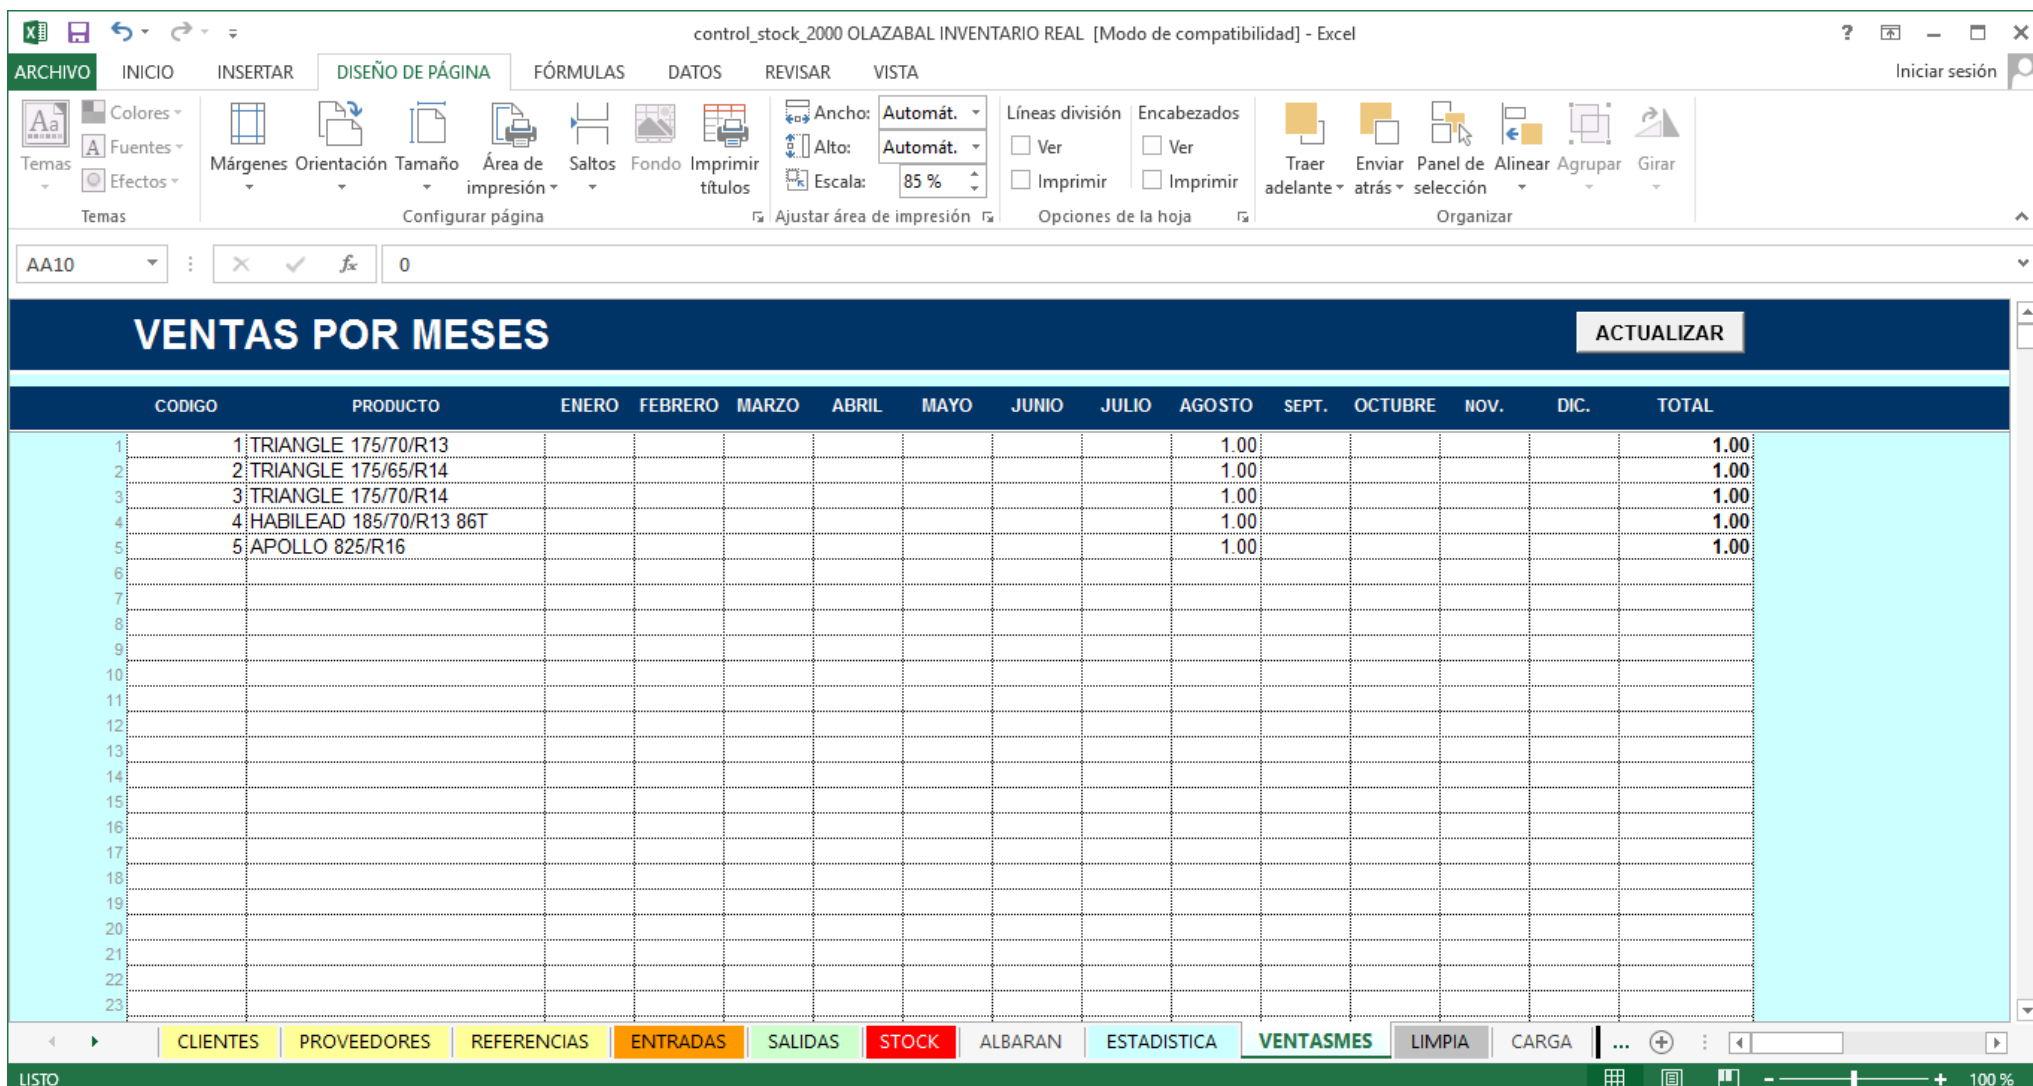 control_stock_2000 OLAZABAL INVENTARIO REAL [Modo de compatibilidad] - Excel
ARCHIVO INICIO INSERTAR DISEÑO DE PÁGINA FÓRMULAS DATOS REVISAR VISTA Iniciar sesión
Aa Colores Ancho: Automát. Líneas división Encabezados
A Fuentes Alto: Automát. Ver Ver
Temas Márgenes Orientación Tamaño Área de impresión Saltos Fondo Imprimir títulos Traer adelante Enviar atrás Panel de selección Alinear Agrupar Girar
Efectos Escala: 85 % Imprimir Imprimir
Temas Configurar página Ajustar área de impresión Opciones de la hoja Organizar
AA10 fx 0
VENTAS POR MESES ACTUALIZAR
CODIGO PRODUCTO ENERO FEBRERO MARZO ABRIL MAYO JUNIO JULIO AGOSTO SEPT. OCTUBRE NOV. DIC. TOTAL
1 1 TRIANGLE 175/70/R13 1.00 1.00
2 2 TRIANGLE 175/65/R14 1.00 1.00
3 3 TRIANGLE 175/70/R14 1.00 1.00
4 4 HABILEAD 185/70/R13 86T 1.00 1.00
5 5 APOLLO 825/R16 1.00 1.00
6
7
8
9
10
11
12
13
14
15
16
17
18
19
20
21
22
23
CLIENTES PROVEEDORES REFERENCIAS ENTRADAS SALIDAS STOCK ALBARAN ESTADISTICA VENTASMES LIMPIA CARGA ...
LISTO 100 %